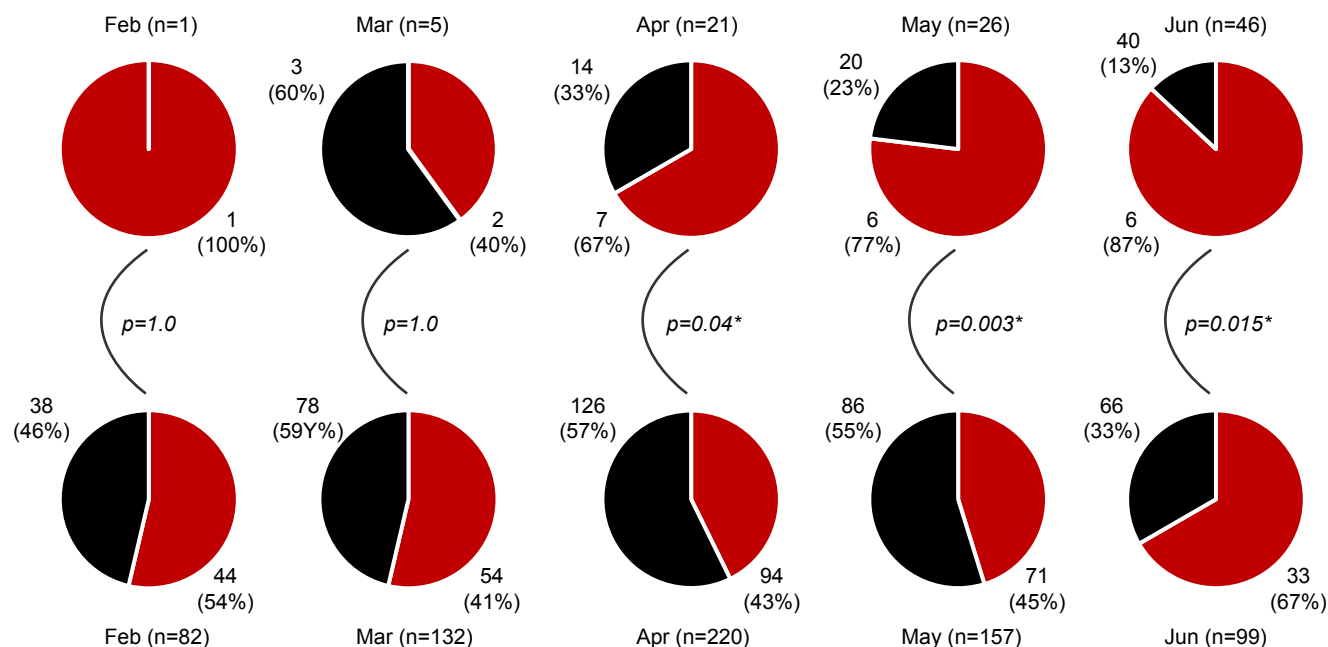 Feb (n=1)
Mar (n=5)
Apr (n=21)
May (n=26)
Jun (n=46)
3
(60%)
14
(33%)
20
(23%)
40
(13%)
1
(100%)
2
(40%)
7
(67%)
6
(77%)
6
(87%)
p=1.0
p=1.0
p=0.04*
p=0.003*
p=0.015*
38
(46%)
78
(59Y%)
126
(57%)
86
(55%)
66
(33%)
44
(54%)
54
(41%)
94
(43%)
71
(45%)
33
(67%)
Feb (n=82)
Mar (n=132)
Apr (n=220)
May (n=157)
Jun (n=99)